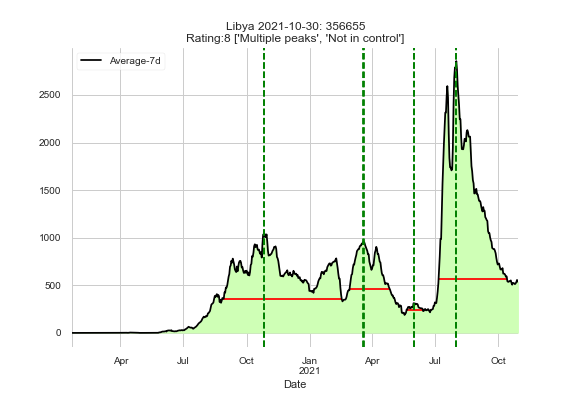 Libya 2021-10-30: 356655
Rating:8 ['Multiple peaks', 'Not in control']
Average-7d
2500
2000
1500
1000
500
0
Apr Jul Oct Jan Apr Jul Oct
2021
Date